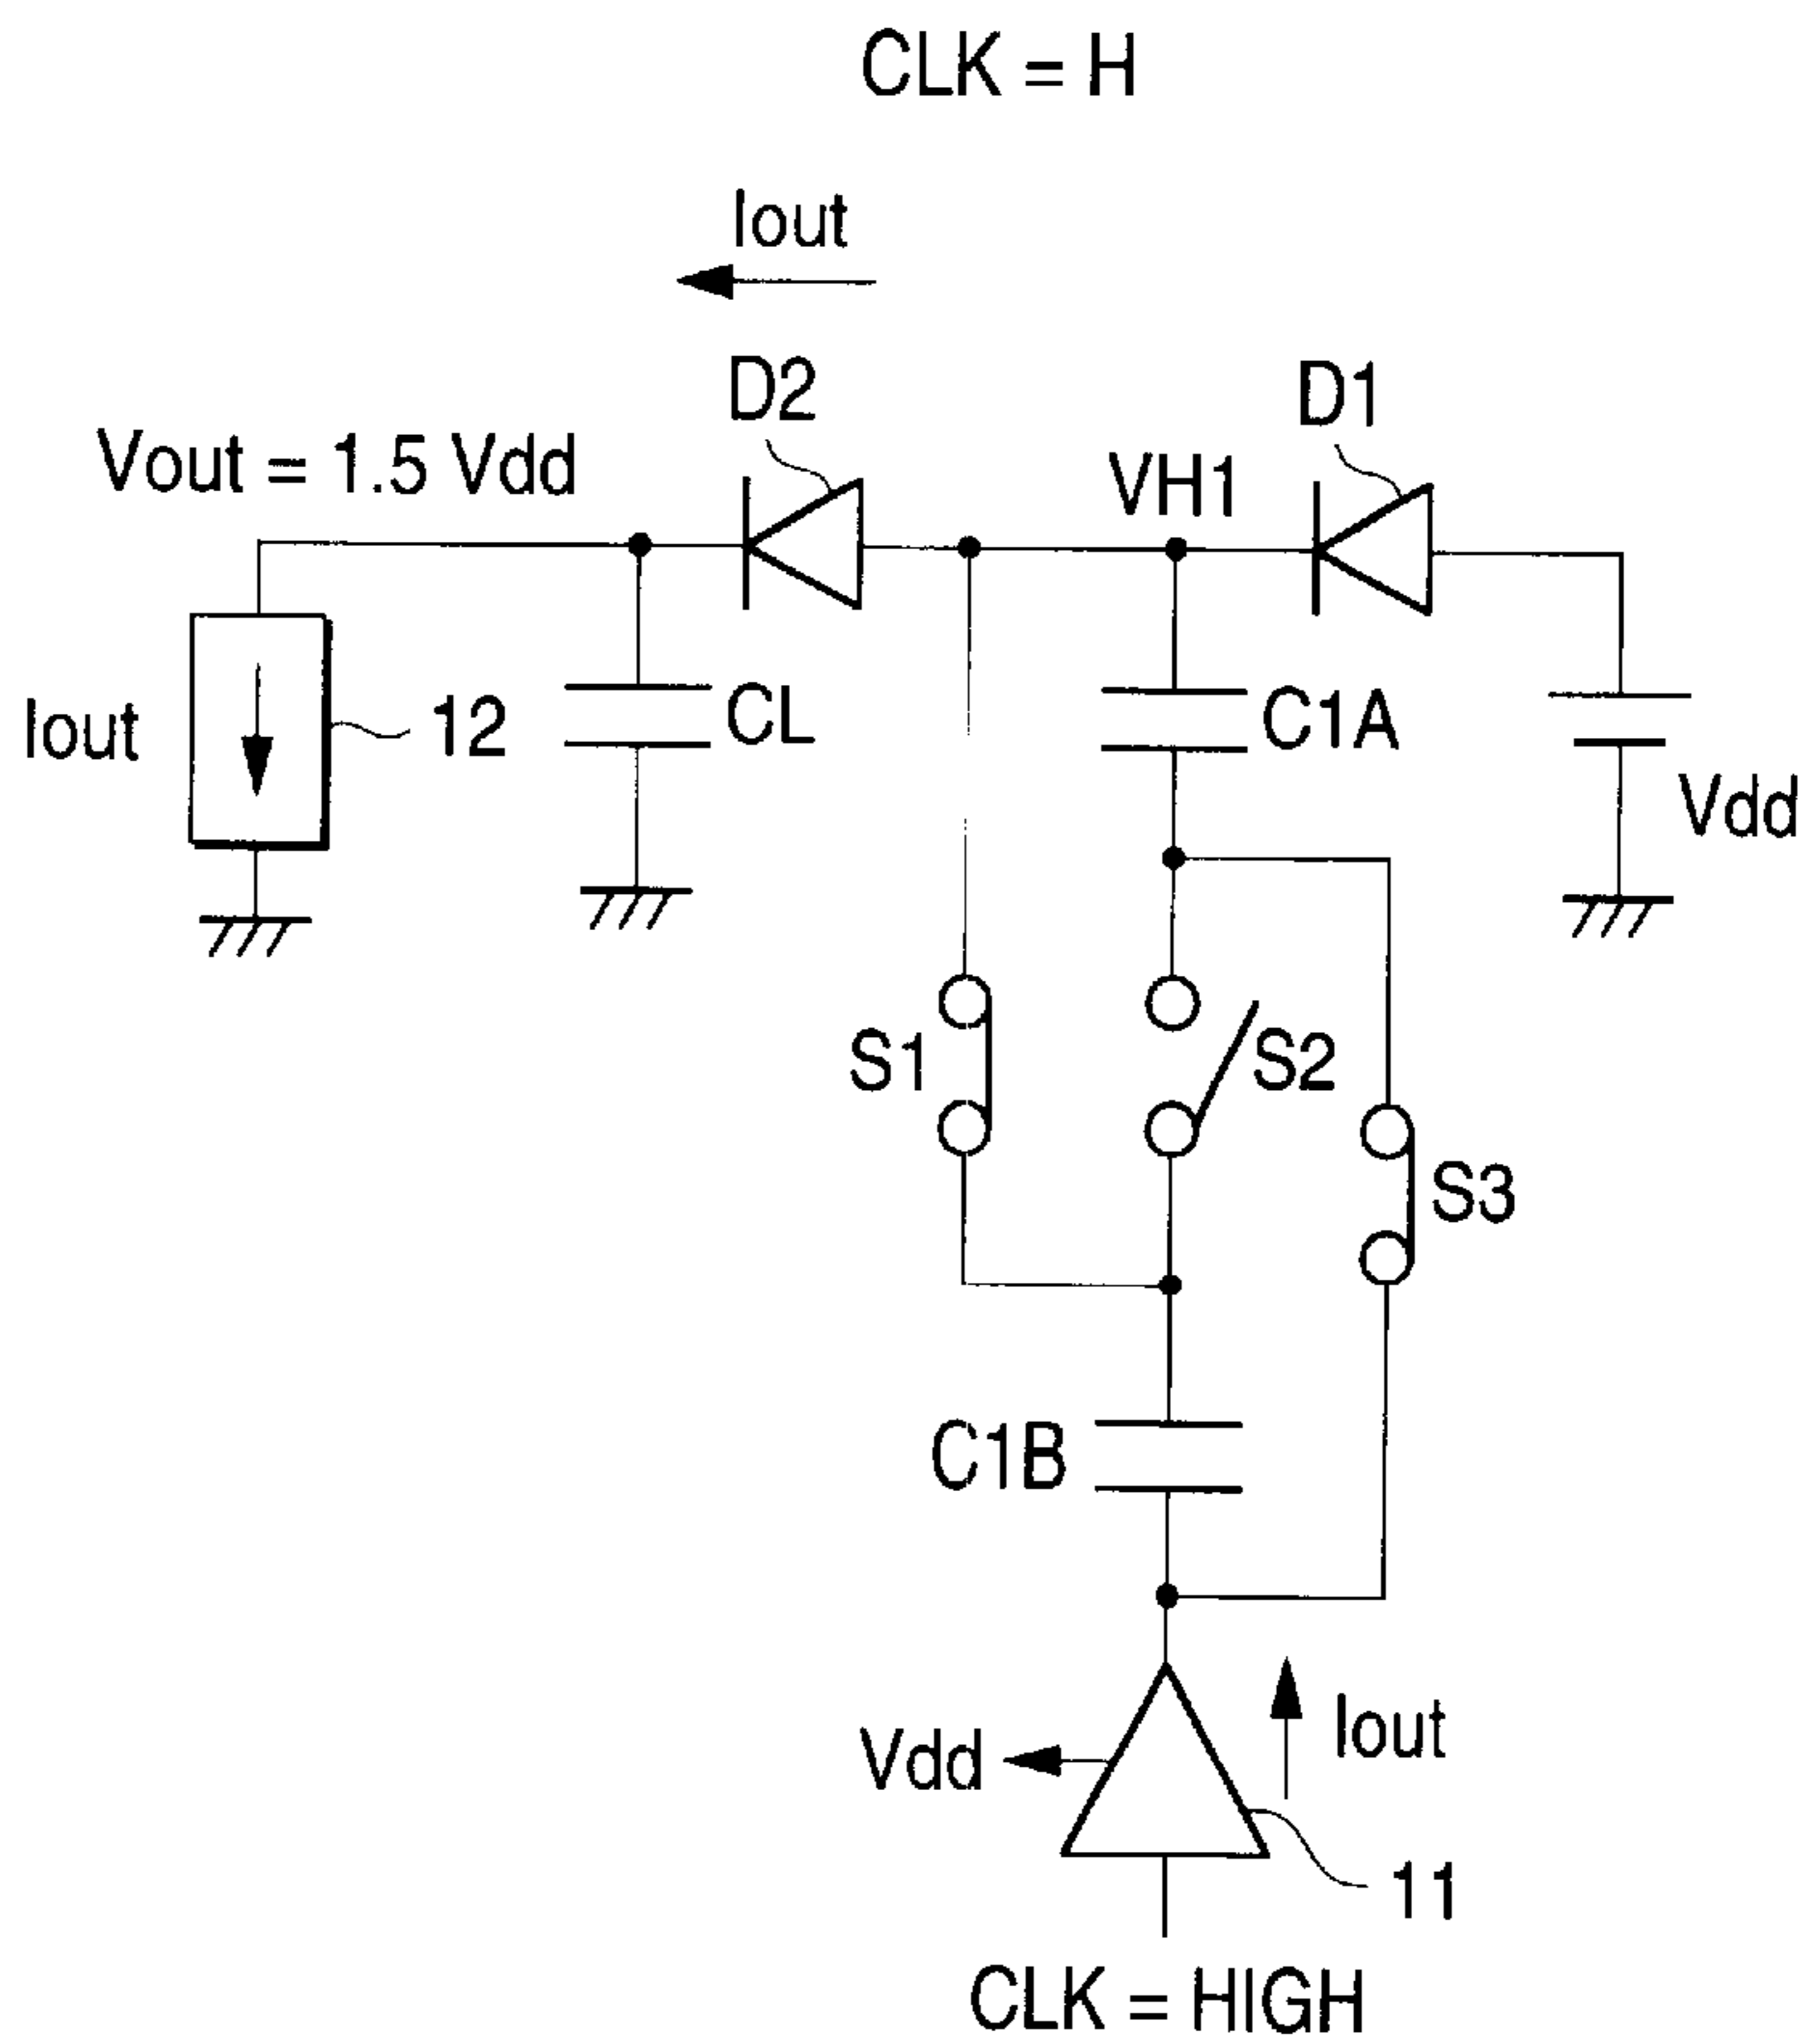 CLK = H
Iout
D2
D1
Vout = 1.5 Vdd
VH1
Iout
12
CL
C1A
Vdd
S1
S2
S3
C1B
Vdd
Iout
11
CLK = HIGH